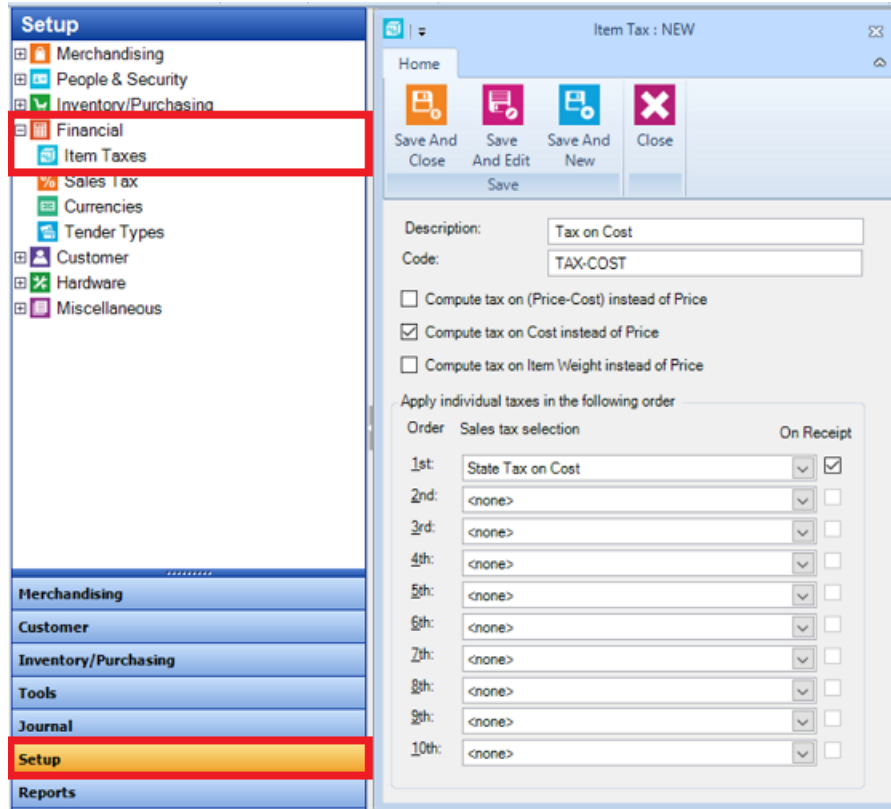 Setup
Merchandising
People & Security
Inventory/Purchasing
Financial
Item Taxes
Sales Tax
Currencies
Tender Types
Customer
Hardware
Miscellaneous
Merchandising
Customer
Inventory/Purchasing
Tools
Journal
Setup
Reports
Item Tax : NEW
Home
Save And Close
Save And Edit
Save And New
Close
Save
Description: Tax on Cost
Code: TAX-COST
Compute tax on (Price-Cost) instead of Price
Compute tax on Cost instead of Price
Compute tax on Item Weight instead of Price
Apply individual taxes in the following order
Order Sales tax selection On Receipt
1st: State Tax on Cost
2nd: <none>
3rd: <none>
4th: <none>
5th: <none>
6th: <none>
7th: <none>
8th: <none>
9th: <none>
10th: <none>